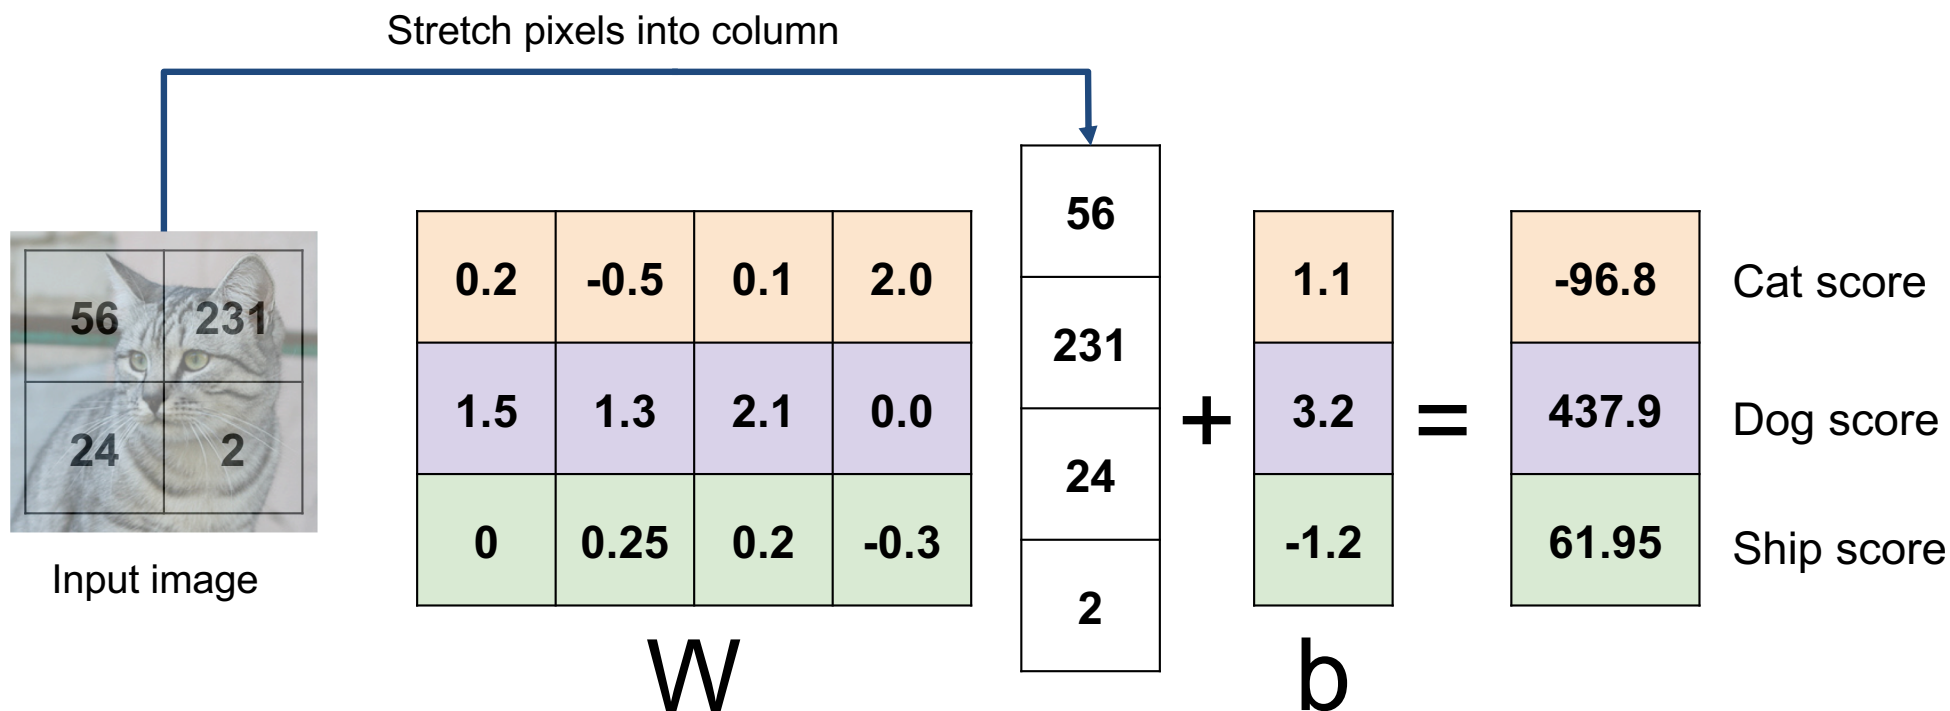 Stretch pixels into column
56 231
24 2
Input image
0.2 -0.5 0.1 2.0
1.5 1.3 2.1 0.0
0 0.25 0.2 -0.3
W
56
231
24
2
+
1.1
3.2
-1.2
b
=
-96.8 Cat score
437.9 Dog score
61.95 Ship score